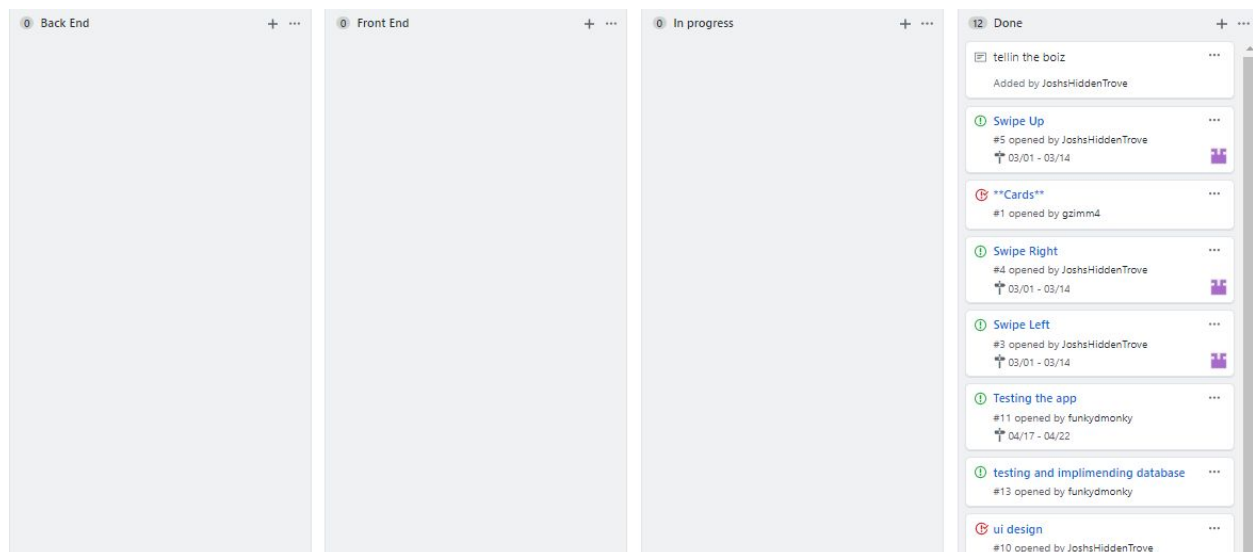 0 Back End
0 Front End
0 In progress
12 Done
tellin the boiz
Added by JoshsHiddenTrove
Swipe Up
#5 opened by JoshsHiddenTrove
03/01 - 03/14
**Cards**
#1 opened by gzimm4
Swipe Right
#4 opened by JoshsHiddenTrove
03/01 - 03/14
Swipe Left
#3 opened by JoshsHiddenTrove
03/01 - 03/14
Testing the app
#11 opened by funkydmonky
04/17 - 04/22
testing and implimending database
#13 opened by funkydmonky
ui design
#10 opened by JoshsHiddenTrove